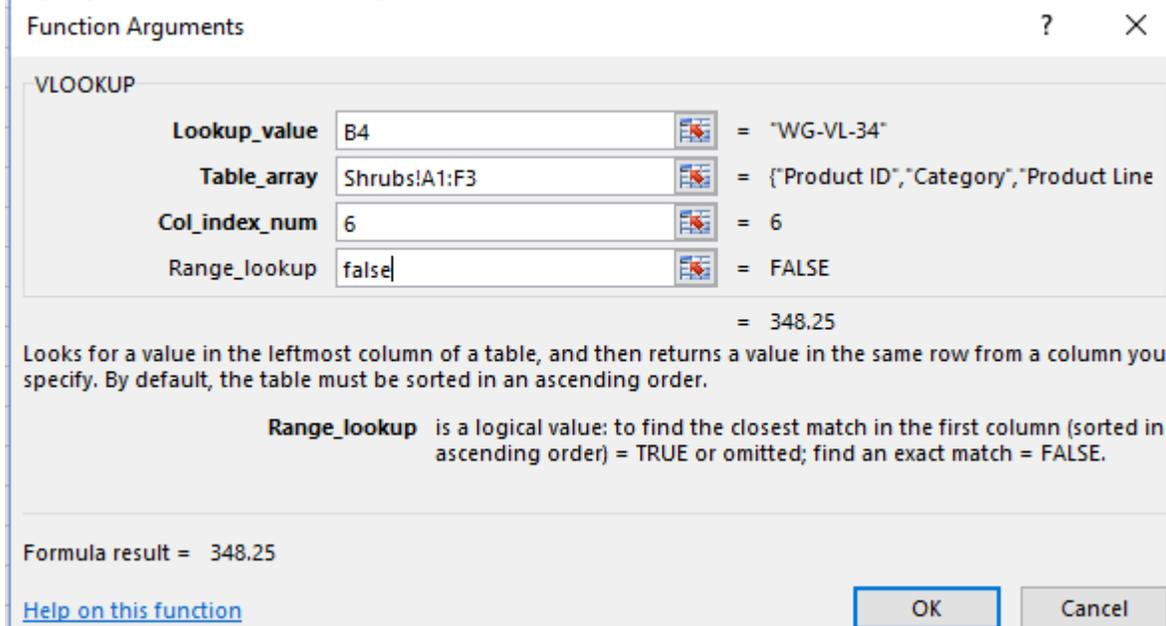 Function Arguments ? ×
VLOOKUP
Lookup_value B4 = "WG-VL-34"
Table_array Shrubs!A1:F3 = {"Product ID","Category","Product Line
Col_index_num 6 = 6
Range_lookup false = FALSE
= 348.25
Looks for a value in the leftmost column of a table, and then returns a value in the same row from a column you
specify. By default, the table must be sorted in an ascending order.
Range_lookup is a logical value: to find the closest match in the first column (sorted in
ascending order) = TRUE or omitted; find an exact match = FALSE.
Formula result = 348.25
Help on this function OK Cancel